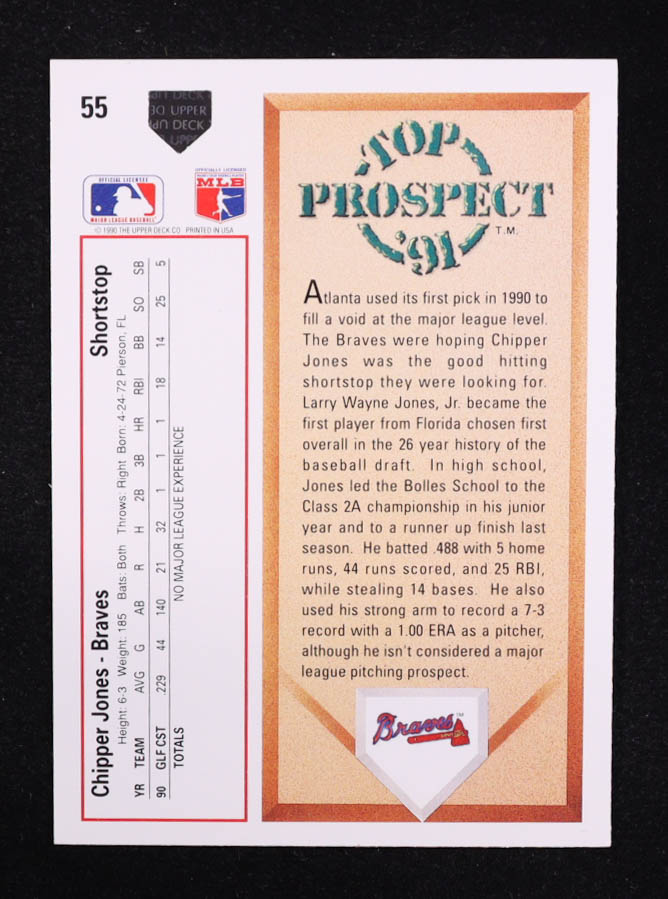 55
UPPER DECK
OFFICIAL LICENSEE
MAJOR LEAGUE BASEBALL
OFFICIALLY LICENSED
MLB
© 1990 THE UPPER DECK CO. PRINTED IN USA
Chipper Jones - Braves Shortstop
Height: 6-3 Weight: 185 Bats: Both Throws: Right Born: 4-24-72 Pierson, FL
YR TEAM AVG G AB R H 2B 3B HR RBI BB SO SB
90 GLF CST .229 44 140 21 32 1 1 1 18 14 25 5
TOTALS NO MAJOR LEAGUE EXPERIENCE
TOP
PROSPECT
'91 T.M.
Atlanta used its first pick in 1990 to
fill a void at the major league level.
The Braves were hoping Chipper
Jones was the good hitting
shortstop they were looking for.
Larry Wayne Jones, Jr. became the
first player from Florida chosen first
overall in the 26 year history of the
baseball draft. In high school,
Jones led the Bolles School to the
Class 2A championship in his junior
year and to a runner up finish last
season. He batted .488 with 5 home
runs, 44 runs scored, and 25 RBI,
while stealing 14 bases. He also
used his strong arm to record a 7-3
record with a 1.00 ERA as a pitcher,
although he isn't considered a major
league pitching prospect.
Braves™